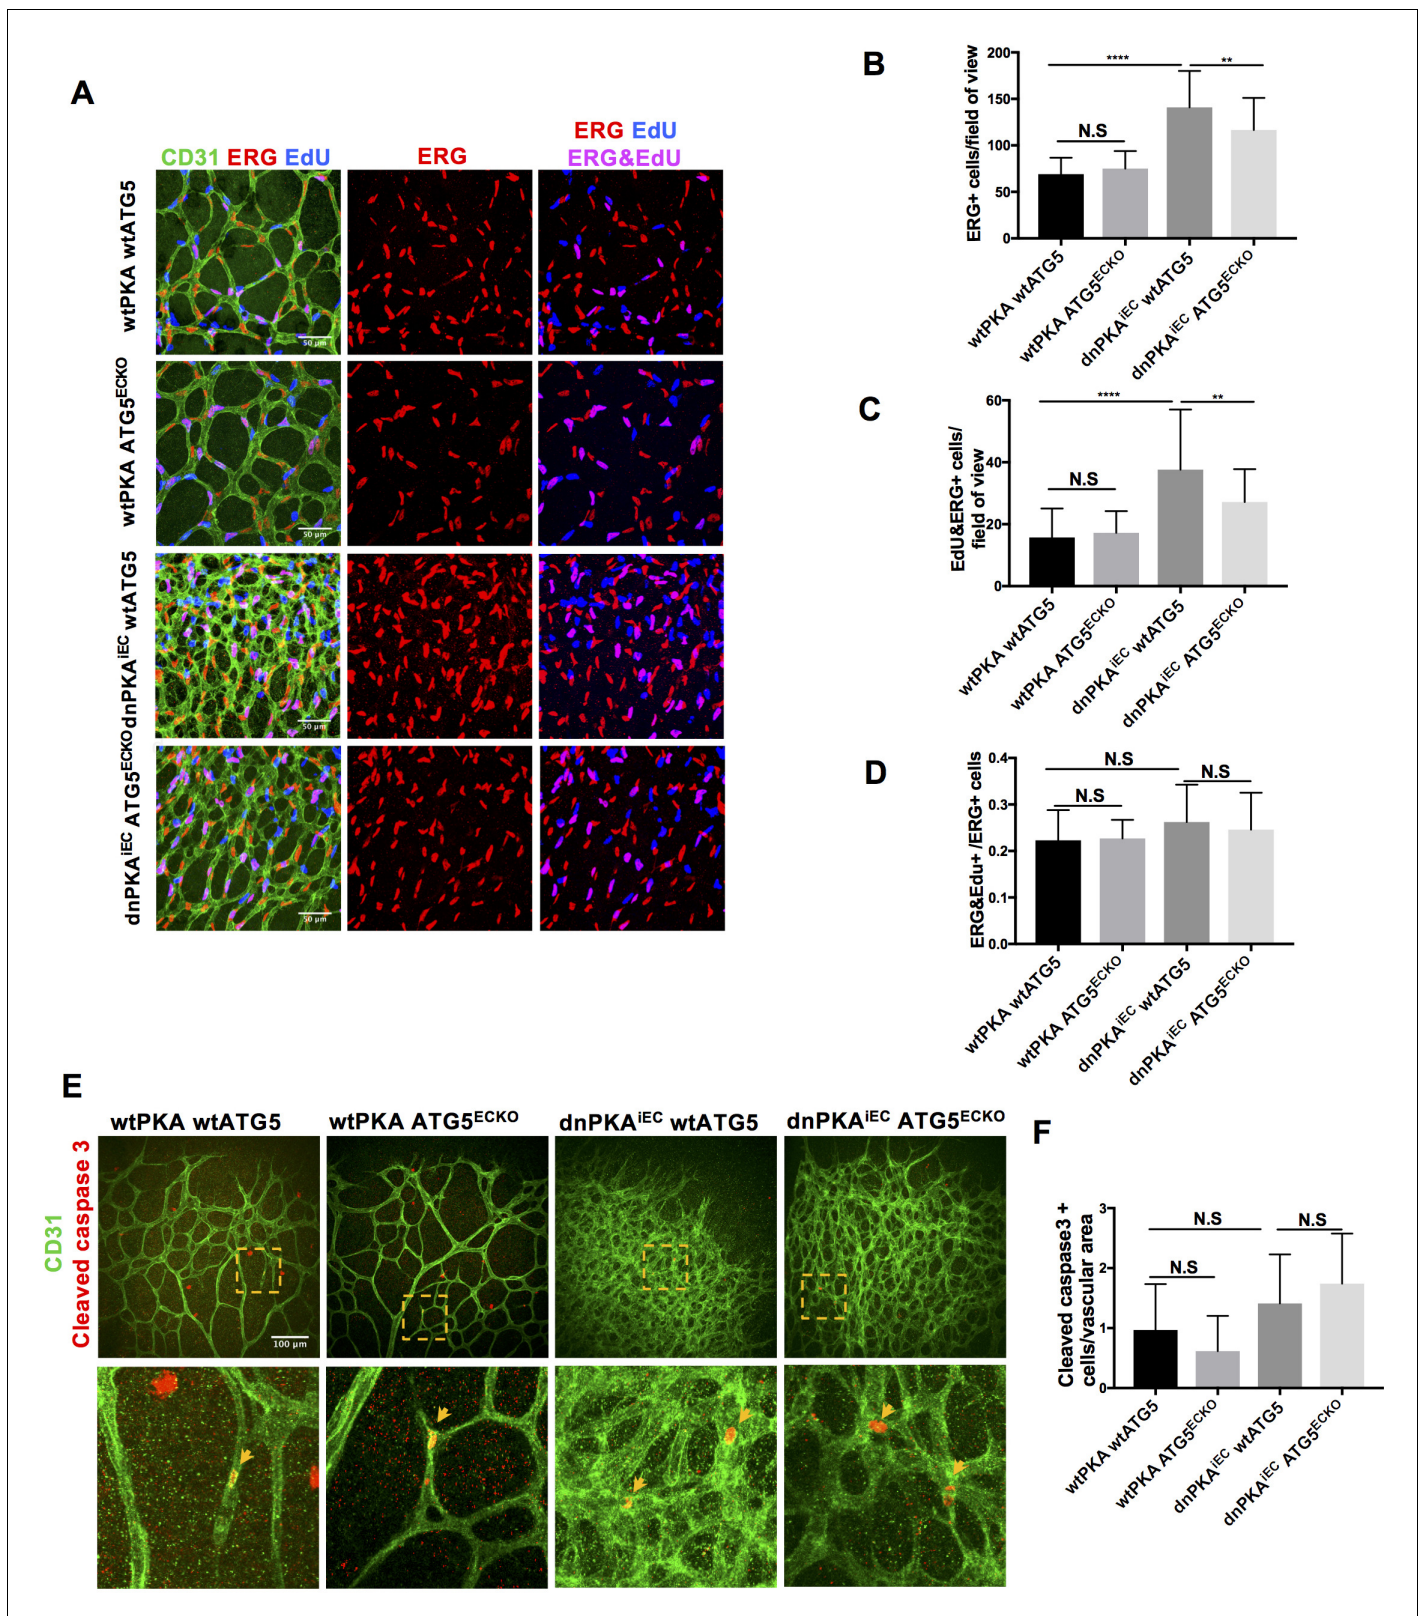 A
CD31 ERG EdU
ERG
ERG EdU
ERG&EdU
wtPKA wtATG5
wtPKA ATG5ECKO
dnPKAiEC wtATG5
dnPKAiEC ATG5ECKO
50 µm
50 µm
50 µm
50 µm
B
ERG+ cells/field of view
200
150
100
50
0
N.S
****
**
wtPKA wtATG5
wtPKA ATG5ECKO
dnPKAiEC wtATG5
dnPKAiEC ATG5ECKO
C
EdU&ERG+ cells/
field of view
60
40
20
0
N.S
****
**
wtPKA wtATG5
wtPKA ATG5ECKO
dnPKAiEC wtATG5
dnPKAiEC ATG5ECKO
D
ERG&Edu+ /ERG+ cells
0.4
0.3
0.2
0.1
0.0
N.S
N.S
N.S
wtPKA wtATG5
wtPKA ATG5ECKO
dnPKAiEC wtATG5
dnPKAiEC ATG5ECKO
E
wtPKA wtATG5
wtPKA ATG5ECKO
dnPKAiEC wtATG5
dnPKAiEC ATG5ECKO
CD31
Cleaved caspase 3
100 µm
F
Cleaved caspase3 +
cells/vascular area
3
2
1
0
N.S
N.S
N.S
wtPKA wtATG5
wtPKA ATG5ECKO
dnPKAiEC wtATG5
dnPKAiEC ATG5ECKO